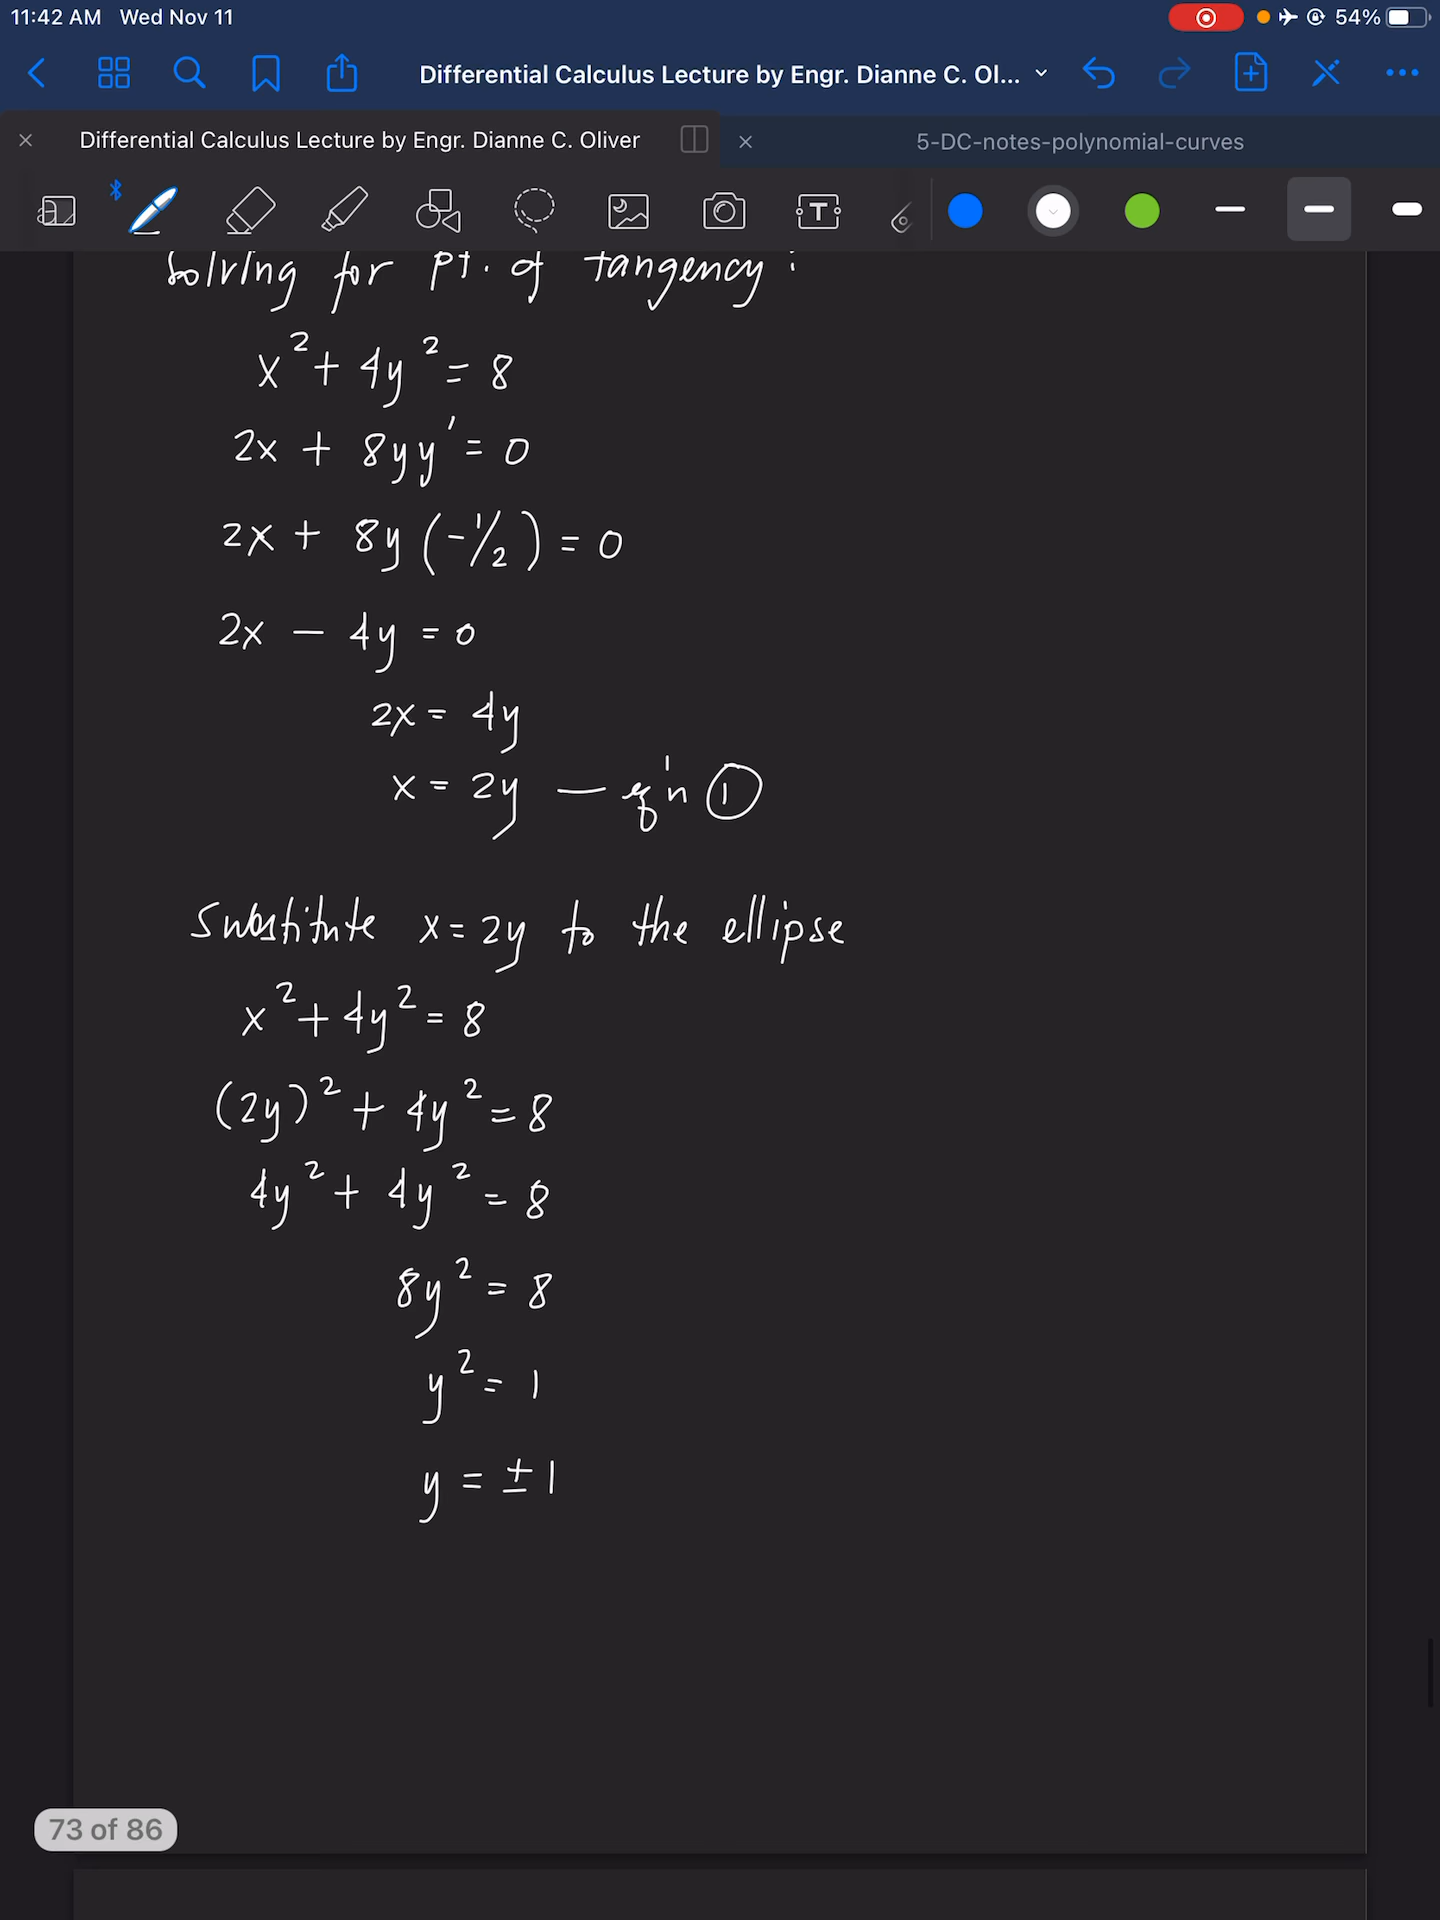 11:42 AM Wed Nov 11 54%
Differential Calculus Lecture by Engr. Dianne C. Ol...
Differential Calculus Lecture by Engr. Dianne C. Oliver
5-DC-notes-polynomial-curves
T
Solving for pt. of tangency:
x² + 4y² = 8
2x + 8yy' = 0
2x + 8y (-1/2) = 0
2x - 4y = 0
2x = 4y
x = 2y — eq'n ①
Substitute x = 2y to the ellipse
x² + 4y² = 8
(2y)² + 4y² = 8
4y² + 4y² = 8
8y² = 8
y² = 1
y = ± 1
73 of 86